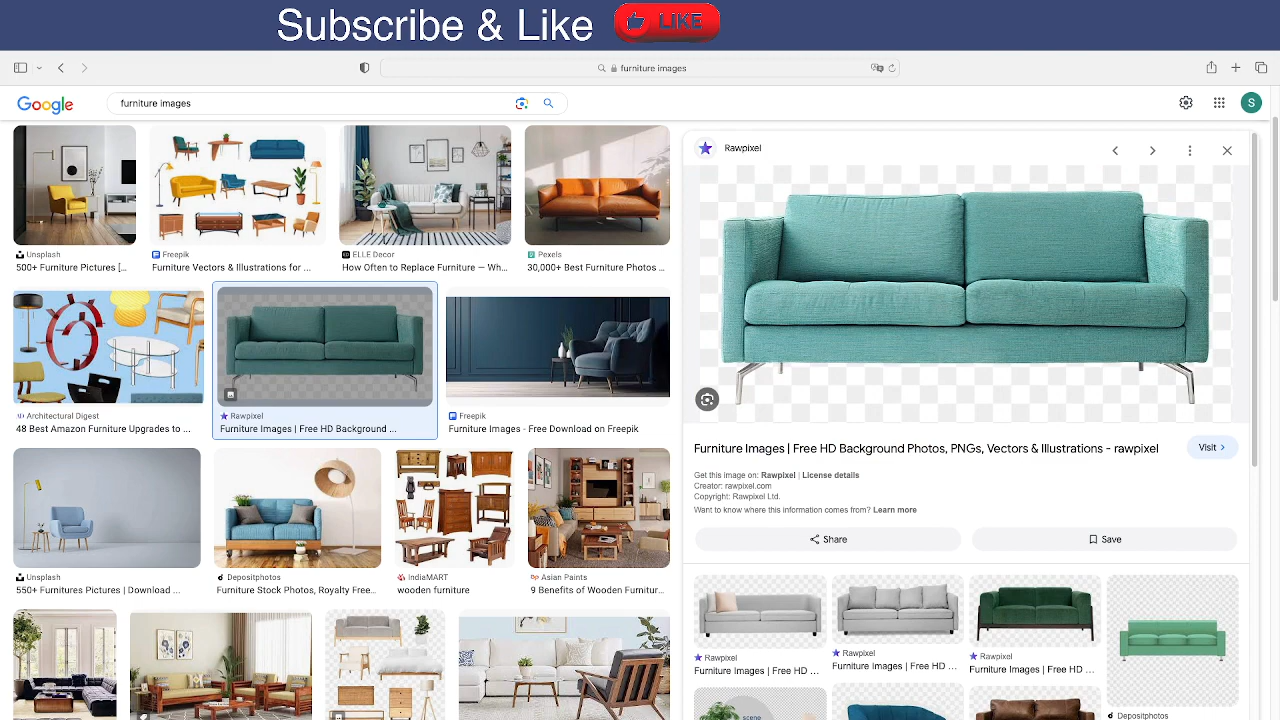 Subscribe & Like
LIKE
furniture images
Google
furniture images
S
Unsplash
500+ Furniture Pictures [...
Freepik
Furniture Vectors & Illustrations for ...
ELLE Decor
How Often to Replace Furniture — Wh...
Pexels
30,000+ Best Furniture Photos ...
Architectural Digest
48 Best Amazon Furniture Upgrades to ...
Rawpixel
Furniture Images | Free HD Background ...
Freepik
Furniture Images - Free Download on Freepik
Unsplash
550+ Furnitures Pictures | Download ...
Depositphotos
Furniture Stock Photos, Royalty Free...
IndiaMART
wooden furniture
Asian Paints
9 Benefits of Wooden Furnitur...
Rawpixel
Furniture Images | Free HD Background Photos, PNGs, Vectors & Illustrations - rawpixel
Visit
Get this image on: Rawpixel | License details
Creator: rawpixel.com
Copyright: Rawpixel Ltd.
Want to know where this information comes from? Learn more
Share
Save
Rawpixel
Furniture Images | Free HD ...
Rawpixel
Furniture Images | Free HD ...
Rawpixel
Furniture Images | Free HD ...
Depositphotos
scene